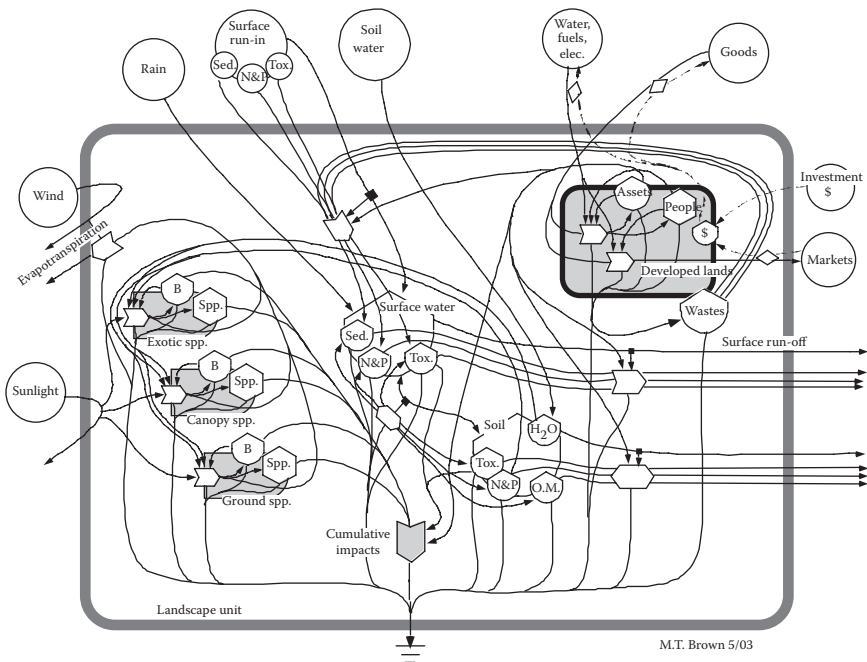 Surface
run-in
Sed.
N&P
Tox.
Soil
water
Water,
fuels,
elec.
Goods
Rain
Wind
Evapotranspiration
Sunlight
Investment
$
Markets
Assets
People
$
Developed lands
Wastes
B
Spp.
Exotic spp.
B
Spp.
Canopy spp.
B
Spp.
Ground spp.
Surface water
Sed.
N&P
Tox.
Surface run-off
Soil
H2O
Tox.
N&P
O.M.
Cumulative
impacts
Landscape unit
M.T. Brown 5/03